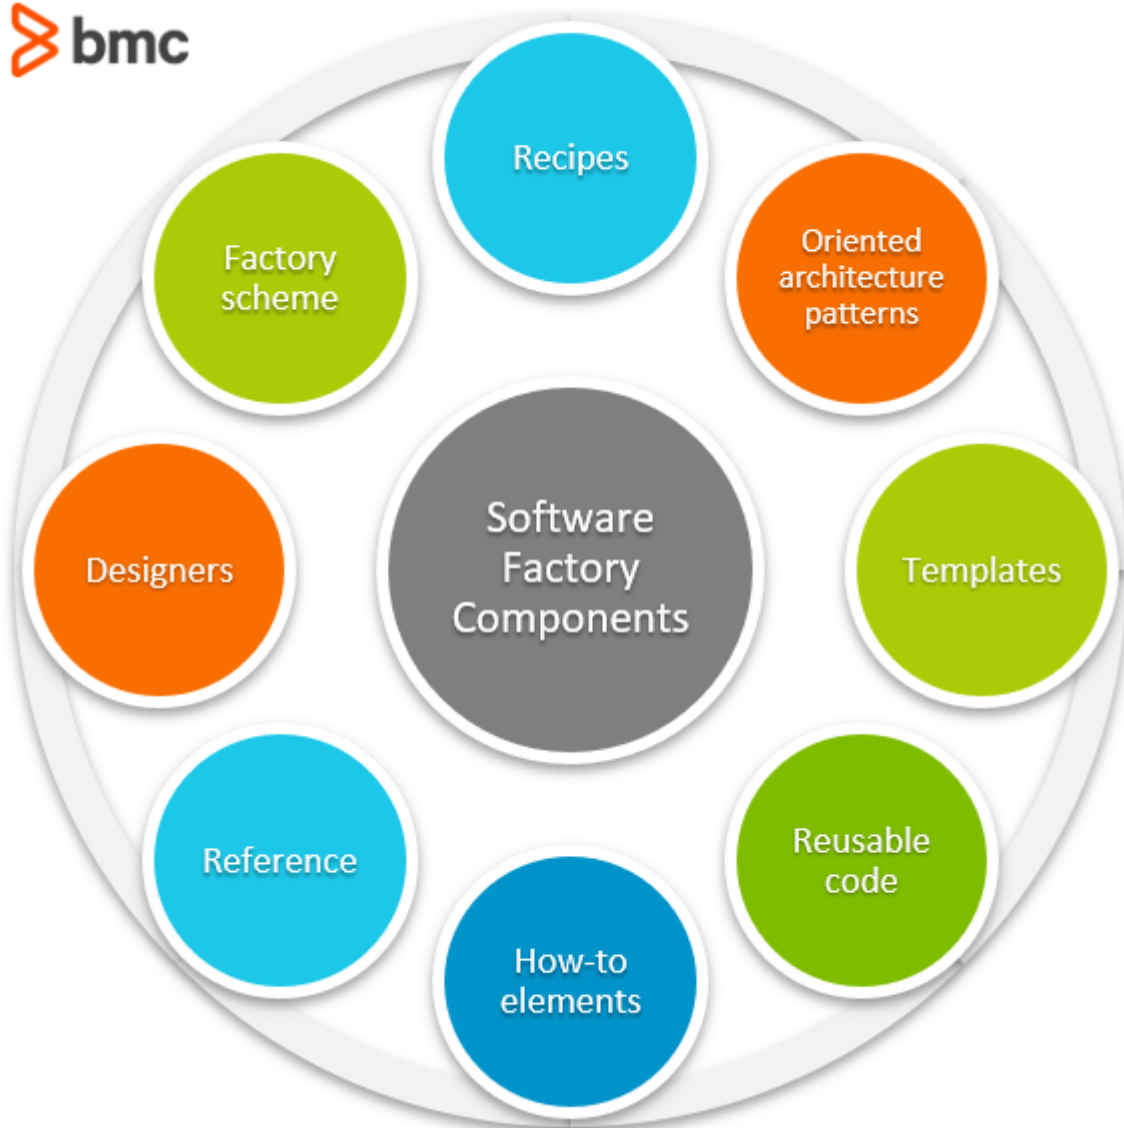 bmc
Recipes
Oriented
architecture
patterns
Templates
Reusable
code
How-to
elements
Reference
Designers
Factory
scheme
Software
Factory
Components